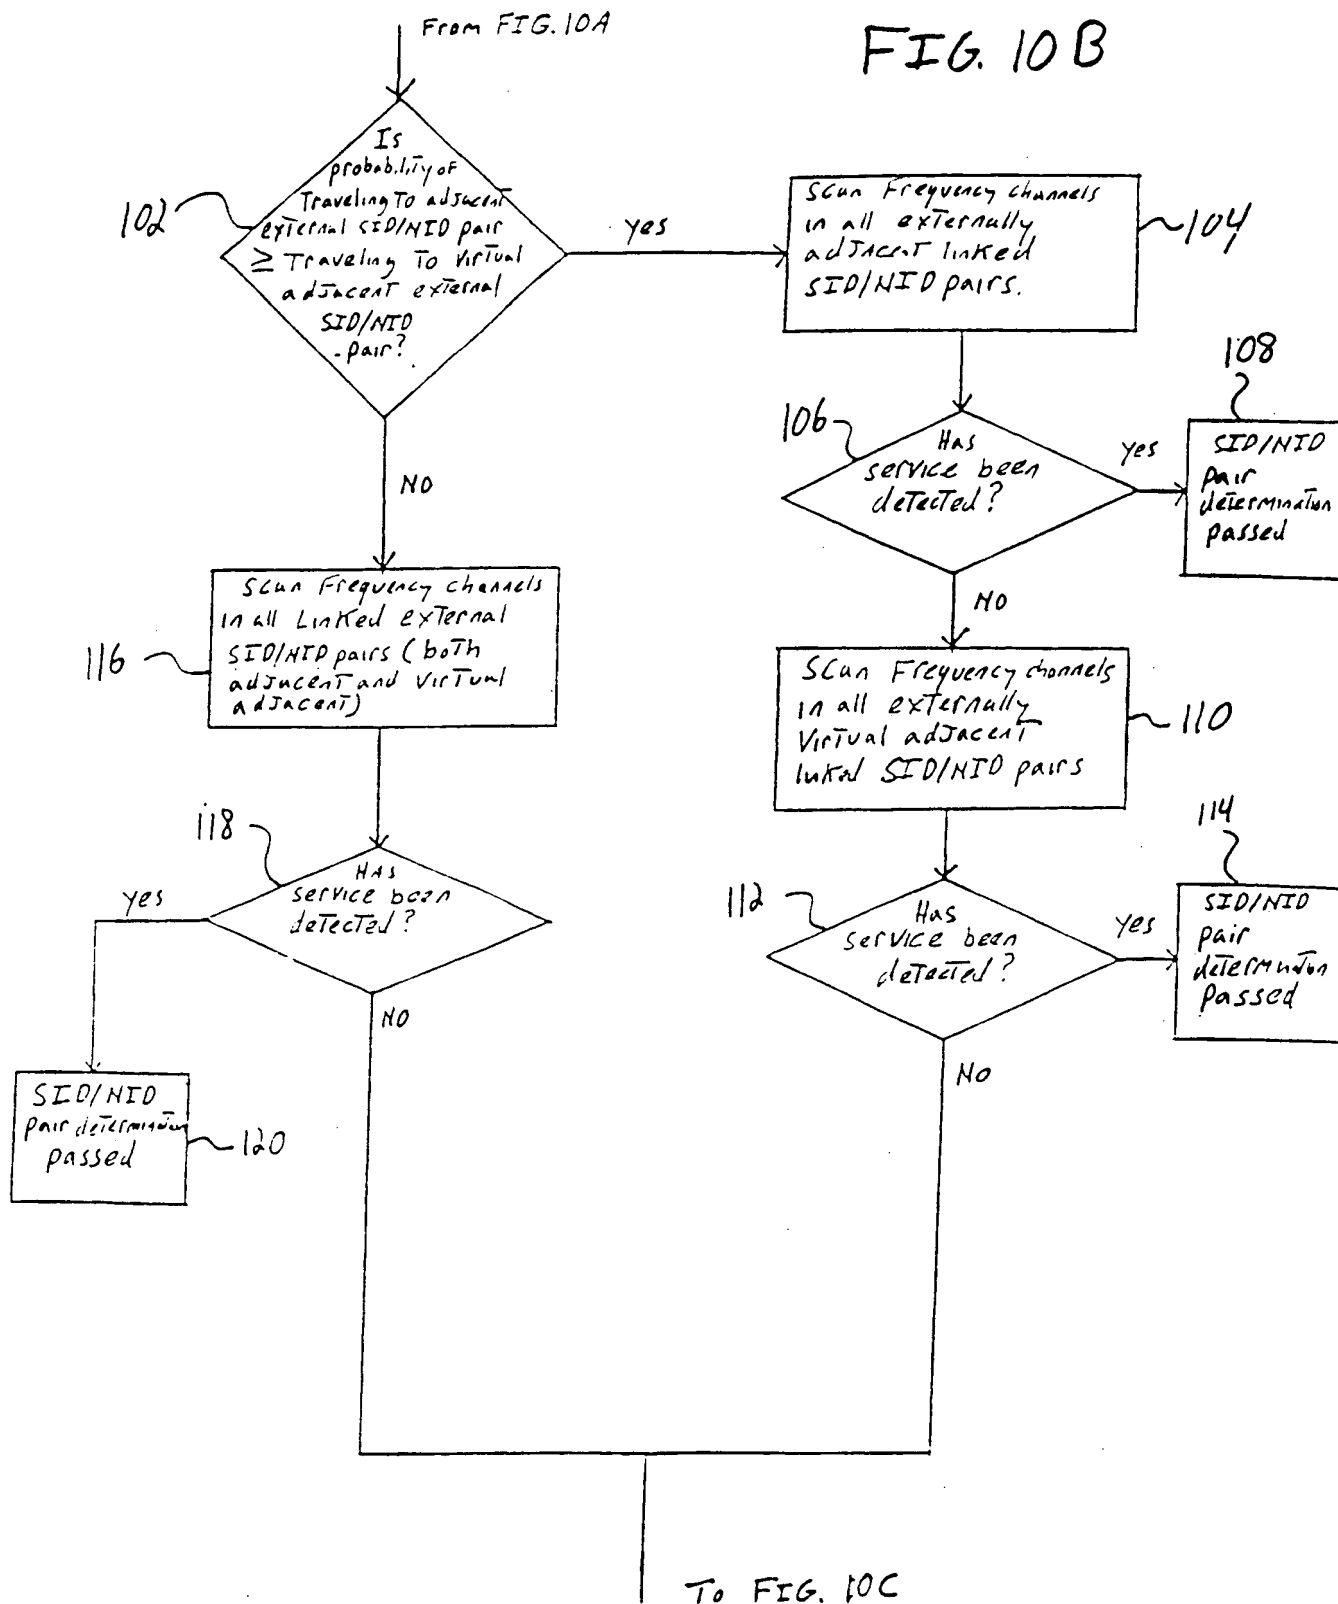 From FIG. 10A
FIG. 10B
Is
probability of
Traveling To adjacent
external SID/NID pair
≥ Traveling To Virtual
adjacent external
SID/NID
pair?
102
yes
Scan Frequency channels
in all externally
adjacent linked
SID/NID pairs.
104
NO
106
Has
service been
detected?
yes
108
SID/NID
pair
determination
passed
NO
Scan Frequency channels
in all Linked external
SID/NID pairs (both
adjacent and Virtual
adjacent)
116
Scan Frequency channels
in all externally
Virtual adjacent
linked SID/NID pairs
110
118
Has
service been
detected?
yes
NO
112
Has
service been
detected?
yes
114
SID/NID
pair
determination
passed
NO
SID/NID
pair determination
passed
120
To FIG. 10C